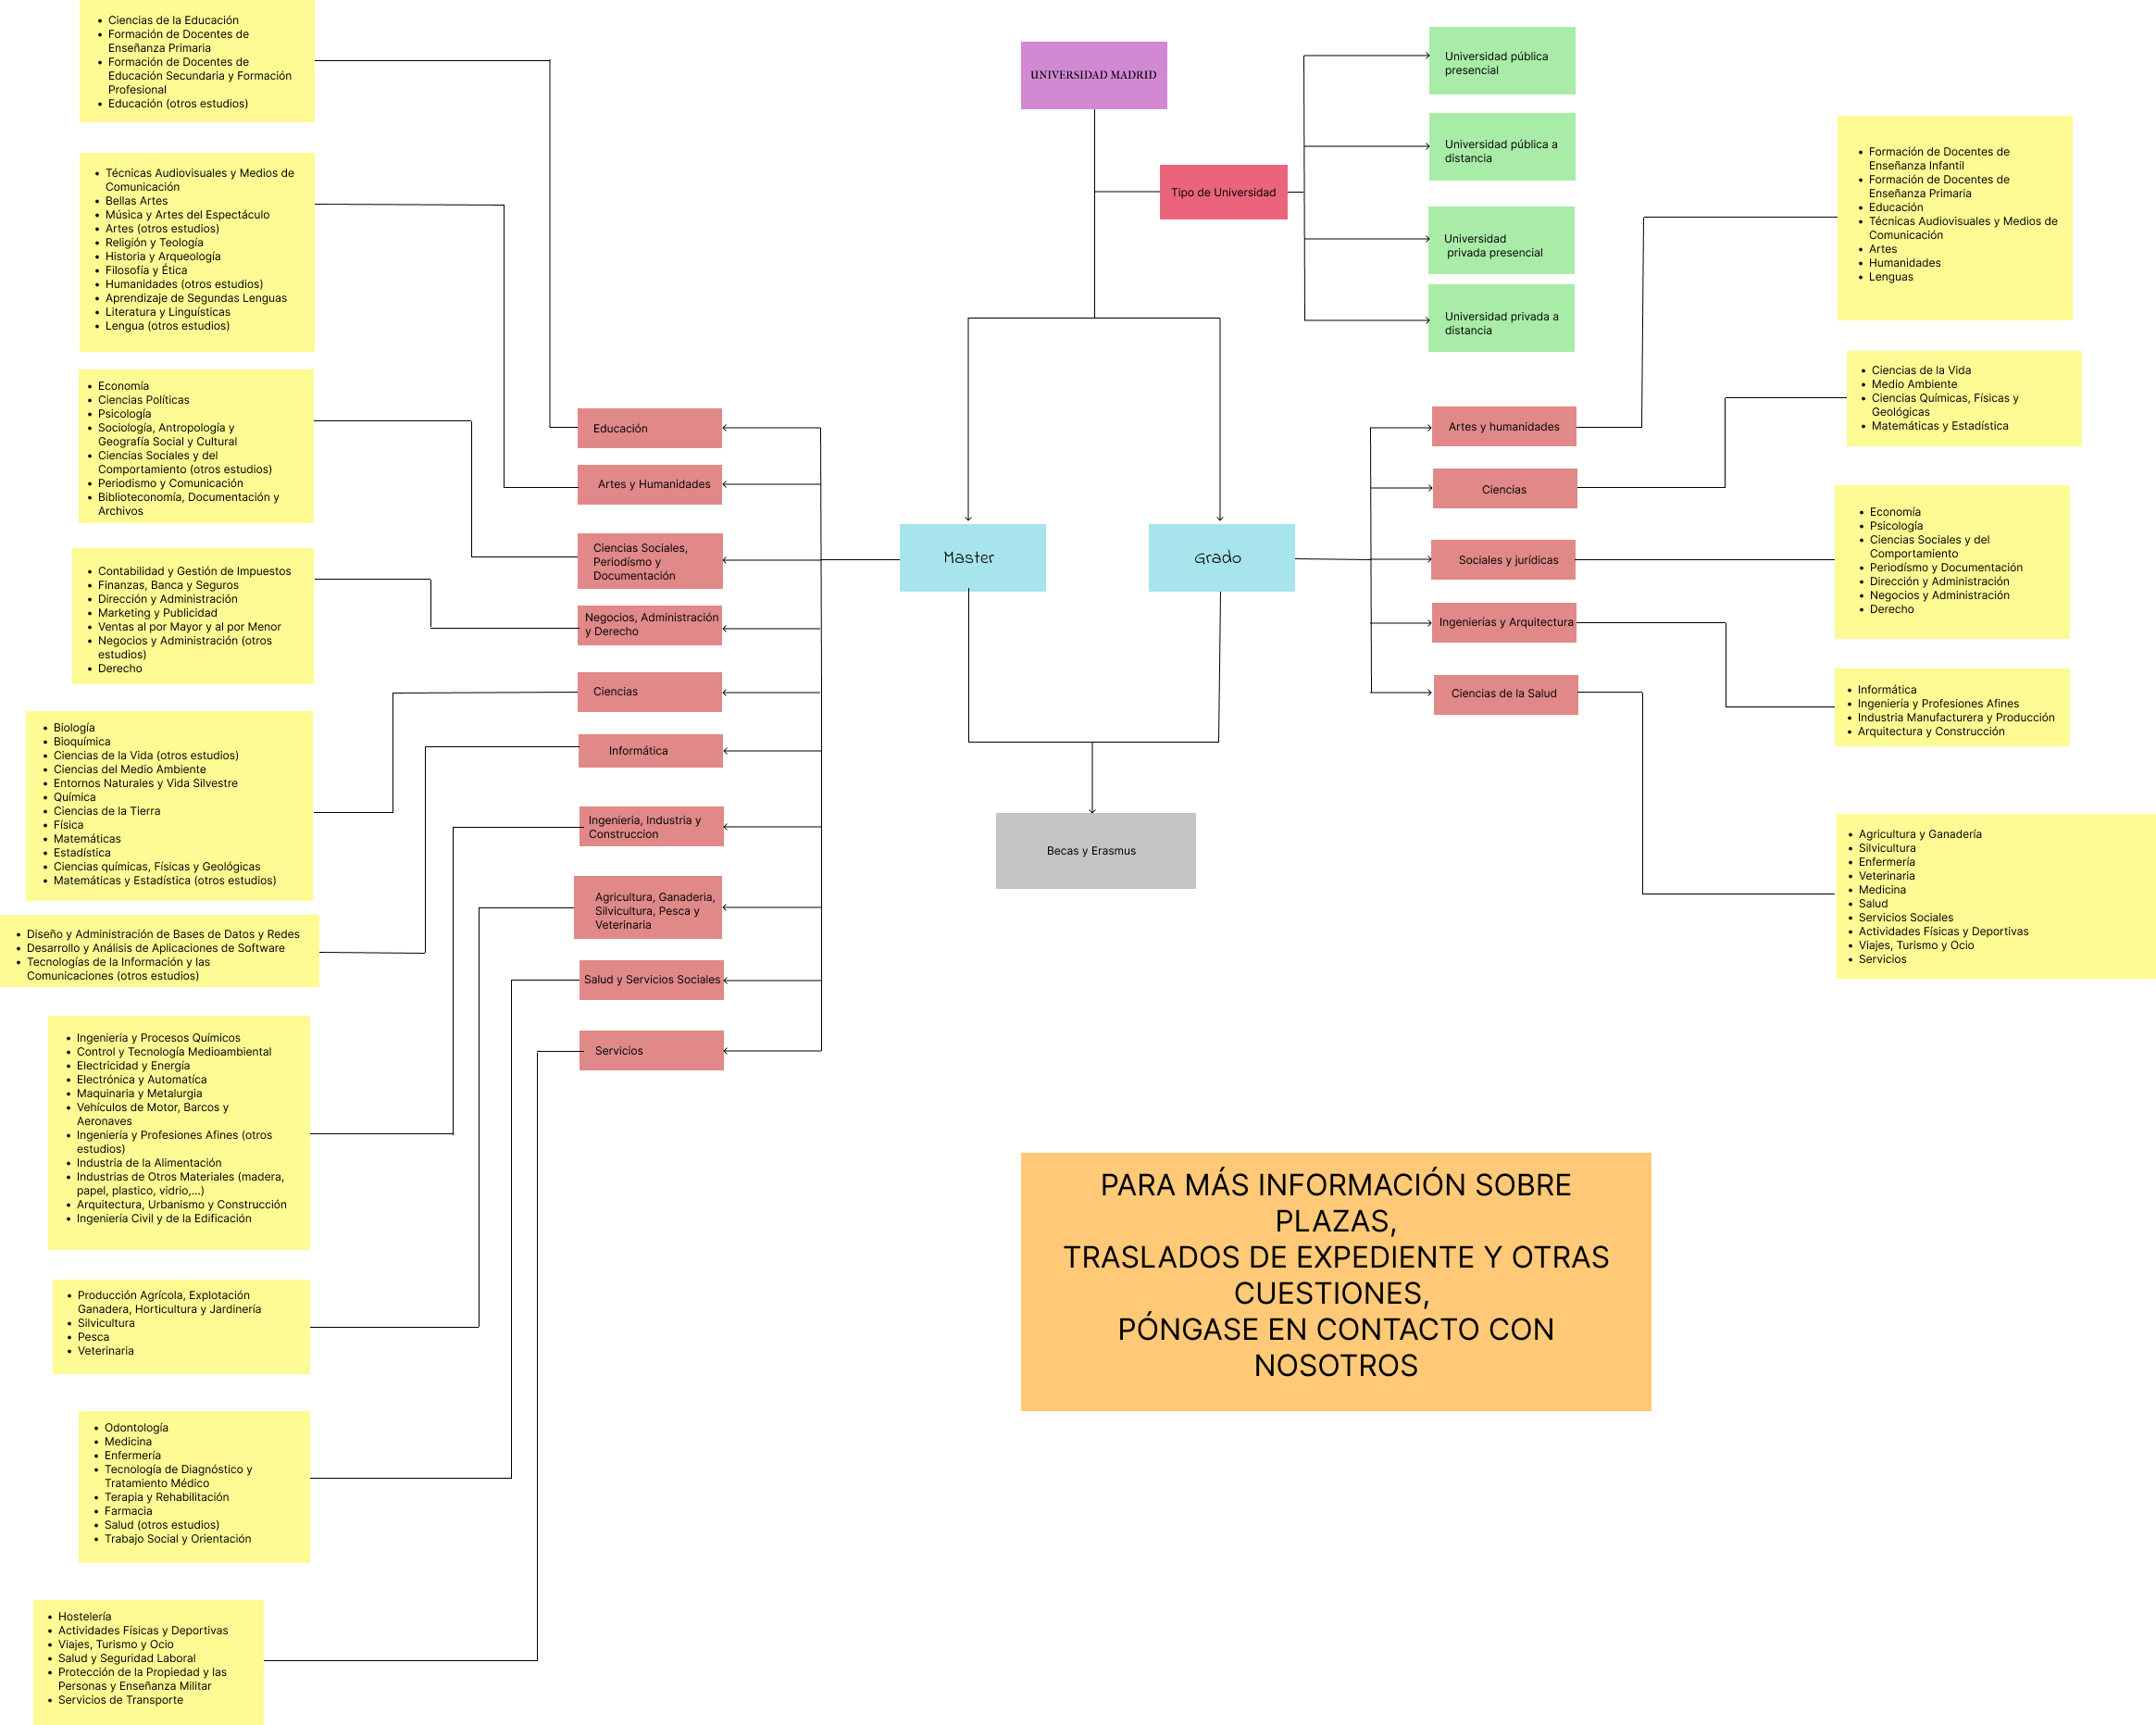 UNIVERSIDAD MADRID
Tipo de Universidad
Universidad pública
presencial
Universidad pública a
distancia
Universidad
privada presencial
Universidad privada a
distancia
Master
Grado
Becas y Erasmus
Educación
Artes y Humanidades
Ciencias Sociales,
Periodísmo y
Documentación
Negocios, Administración
y Derecho
Ciencias
Informática
Ingenieria, Industria y
Construccion
Agricultura, Ganaderia,
Silvicultura, Pesca y
Veterinaria
Salud y Servicios Sociales
Servicios
• Ciencias de la Educación
• Formación de Docentes de
Enseñanza Primaria
• Formación de Docentes de
Educación Secundaria y Formación
Profesional
• Educación (otros estudios)
• Técnicas Audiovisuales y Medios de
Comunicación
• Bellas Artes
• Música y Artes del Espectáculo
• Artes (otros estudios)
• Religión y Teología
• Historia y Arqueología
• Filosofía y Ética
• Humanidades (otros estudios)
• Aprendizaje de Segundas Lenguas
• Literatura y Linguísticas
• Lengua (otros estudios)
• Economía
• Ciencias Políticas
• Psicología
• Sociología, Antropología y
Geografía Social y Cultural
• Ciencias Sociales y del
Comportamiento (otros estudios)
• Periodismo y Comunicación
• Biblioteconomía, Documentación y
Archivos
• Contabilidad y Gestión de Impuestos
• Finanzas, Banca y Seguros
• Dirección y Administración
• Marketing y Publicidad
• Ventas al por Mayor y al por Menor
• Negocios y Administración (otros
estudios)
• Derecho
• Biología
• Bioquímica
• Ciencias de la Vida (otros estudios)
• Ciencias del Medio Ambiente
• Entornos Naturales y Vida Silvestre
• Química
• Ciencias de la Tierra
• Física
• Matemáticas
• Estadística
• Ciencias químicas, Físicas y Geológicas
• Matemáticas y Estadística (otros estudios)
• Diseño y Administración de Bases de Datos y Redes
• Desarrollo y Análisis de Aplicaciones de Software
• Tecnologías de la Información y las
Comunicaciones (otros estudios)
• Ingeniería y Procesos Químicos
• Control y Tecnología Medioambiental
• Electricidad y Energía
• Electrónica y Automatíca
• Maquinaria y Metalurgia
• Vehículos de Motor, Barcos y
Aeronaves
• Ingeniería y Profesiones Afines (otros
estudios)
• Industria de la Alimentación
• Industrias de Otros Materiales (madera,
papel, plastico, vidrio,...)
• Arquitectura, Urbanismo y Construcción
• Ingeniería Civil y de la Edificación
• Producción Agrícola, Explotación
Ganadera, Horticultura y Jardinería
• Silvicultura
• Pesca
• Veterinaria
• Odontología
• Medicina
• Enfermería
• Tecnología de Diagnóstico y
Tratamiento Médico
• Terapia y Rehabilitación
• Farmacia
• Salud (otros estudios)
• Trabajo Social y Orientación
• Hostelería
• Actividades Físicas y Deportivas
• Viajes, Turismo y Ocio
• Salud y Seguridad Laboral
• Protección de la Propiedad y las
Personas y Enseñanza Militar
• Servicios de Transporte
Artes y humanidades
Ciencias
Sociales y jurídicas
Ingenierías y Arquitectura
Ciencias de la Salud
• Formación de Docentes de
Enseñanza Infantil
• Formación de Docentes de
Enseñanza Primaria
• Educación
• Técnicas Audiovisuales y Medios de
Comunicación
• Artes
• Humanidades
• Lenguas
• Ciencias de la Vida
• Medio Ambiente
• Ciencias Químicas, Físicas y
Geológicas
• Matemáticas y Estadística
• Economía
• Psicología
• Ciencias Sociales y del
Comportamiento
• Periodísmo y Documentación
• Dirección y Administración
• Negocios y Administración
• Derecho
• Informática
• Ingeniería y Profesiones Afines
• Industria Manufacturera y Producción
• Arquitectura y Construcción
• Agricultura y Ganadería
• Silvicultura
• Enfermería
• Veterinaria
• Medicina
• Salud
• Servicios Sociales
• Actividades Físicas y Deportivas
• Viajes, Turismo y Ocio
• Servicios
PARA MÁS INFORMACIÓN SOBRE
PLAZAS,
TRASLADOS DE EXPEDIENTE Y OTRAS
CUESTIONES,
PÓNGASE EN CONTACTO CON
NOSOTROS